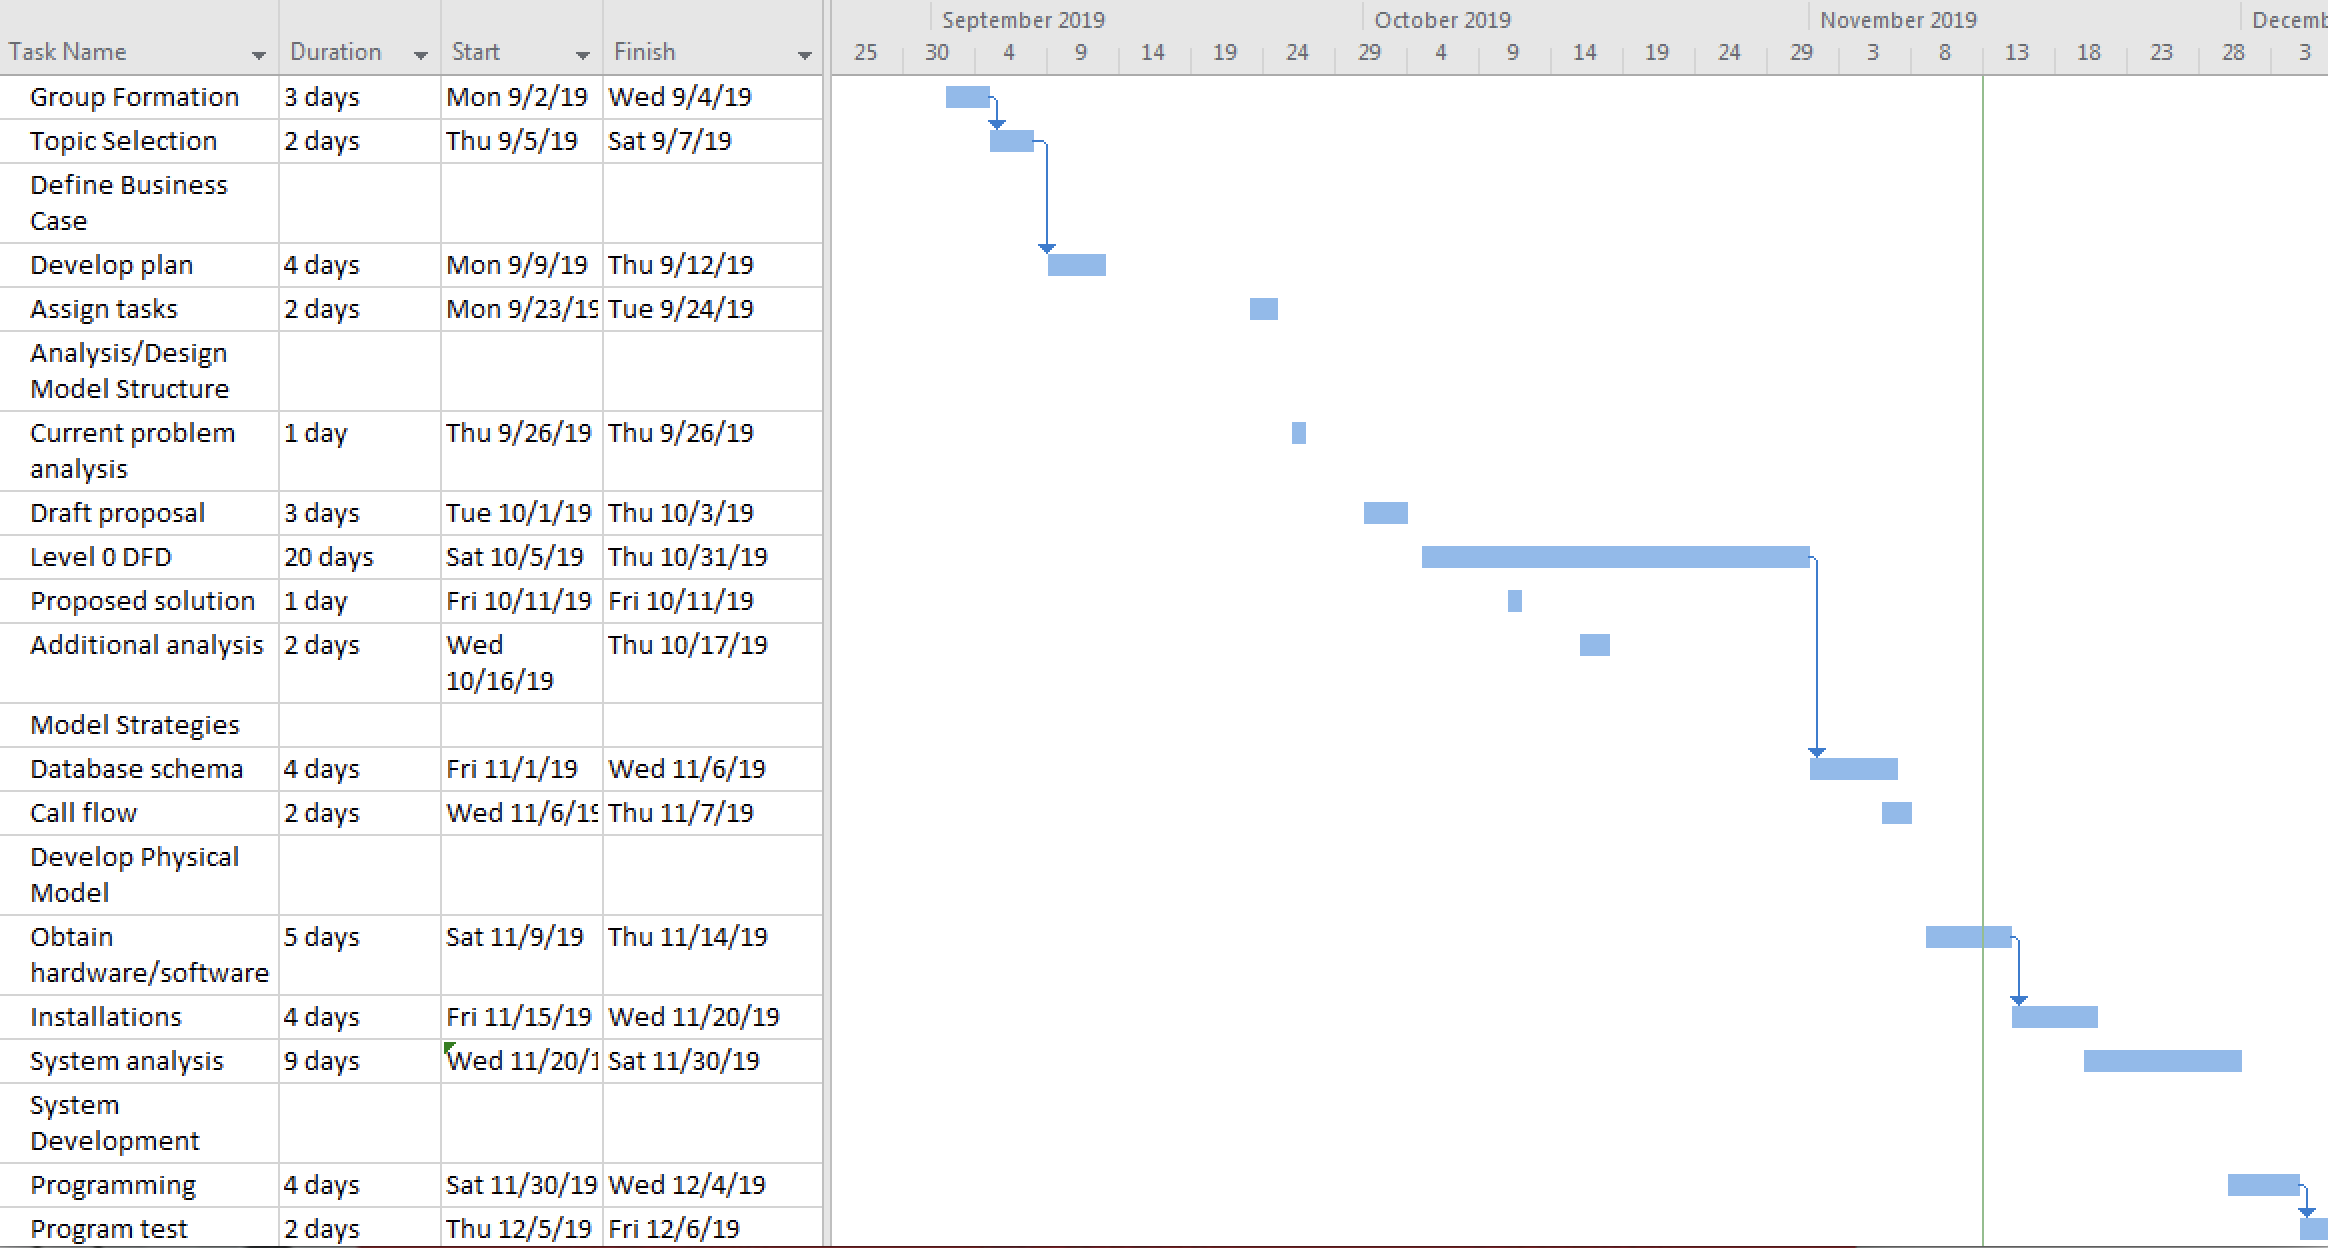 September 2019 October 2019 November 2019 Decemb
Task Name Duration Start Finish 25 30 4 9 14 19 24 29 4 9 14 19 24 29 3 8 13 18 23 28 3
Group Formation 3 days Mon 9/2/19 Wed 9/4/19
Topic Selection 2 days Thu 9/5/19 Sat 9/7/19
Define Business
Case
Develop plan 4 days Mon 9/9/19 Thu 9/12/19
Assign tasks 2 days Mon 9/23/19 Tue 9/24/19
Analysis/Design
Model Structure
Current problem 1 day Thu 9/26/19 Thu 9/26/19
analysis
Draft proposal 3 days Tue 10/1/19 Thu 10/3/19
Level 0 DFD 20 days Sat 10/5/19 Thu 10/31/19
Proposed solution 1 day Fri 10/11/19 Fri 10/11/19
Additional analysis 2 days Wed Thu 10/17/19
10/16/19
Model Strategies
Database schema 4 days Fri 11/1/19 Wed 11/6/19
Call flow 2 days Wed 11/6/19 Thu 11/7/19
Develop Physical
Model
Obtain 5 days Sat 11/9/19 Thu 11/14/19
hardware/software
Installations 4 days Fri 11/15/19 Wed 11/20/19
System analysis 9 days Wed 11/20/1 Sat 11/30/19
System
Development
Programming 4 days Sat 11/30/19 Wed 12/4/19
Program test 2 days Thu 12/5/19 Fri 12/6/19